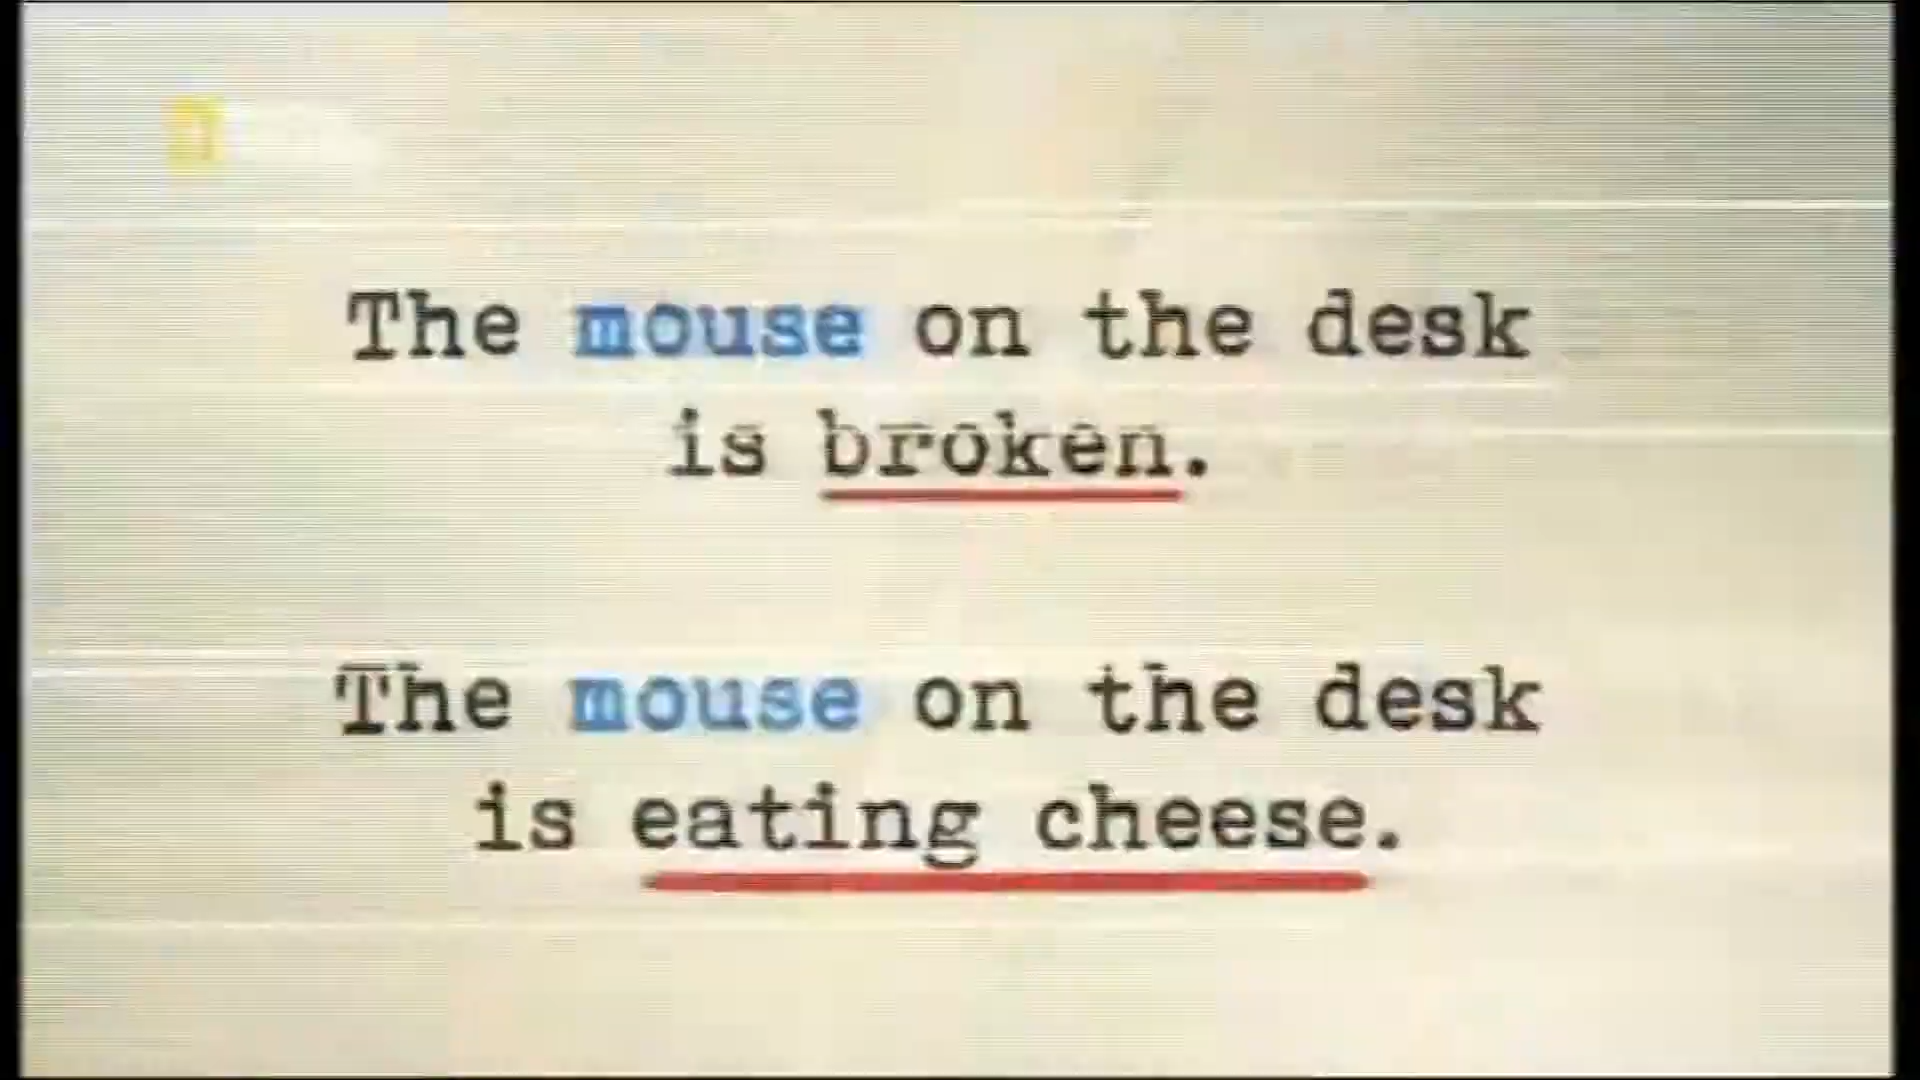 The mouse on the desk
is broken.
The mouse on the desk
is eating cheese.